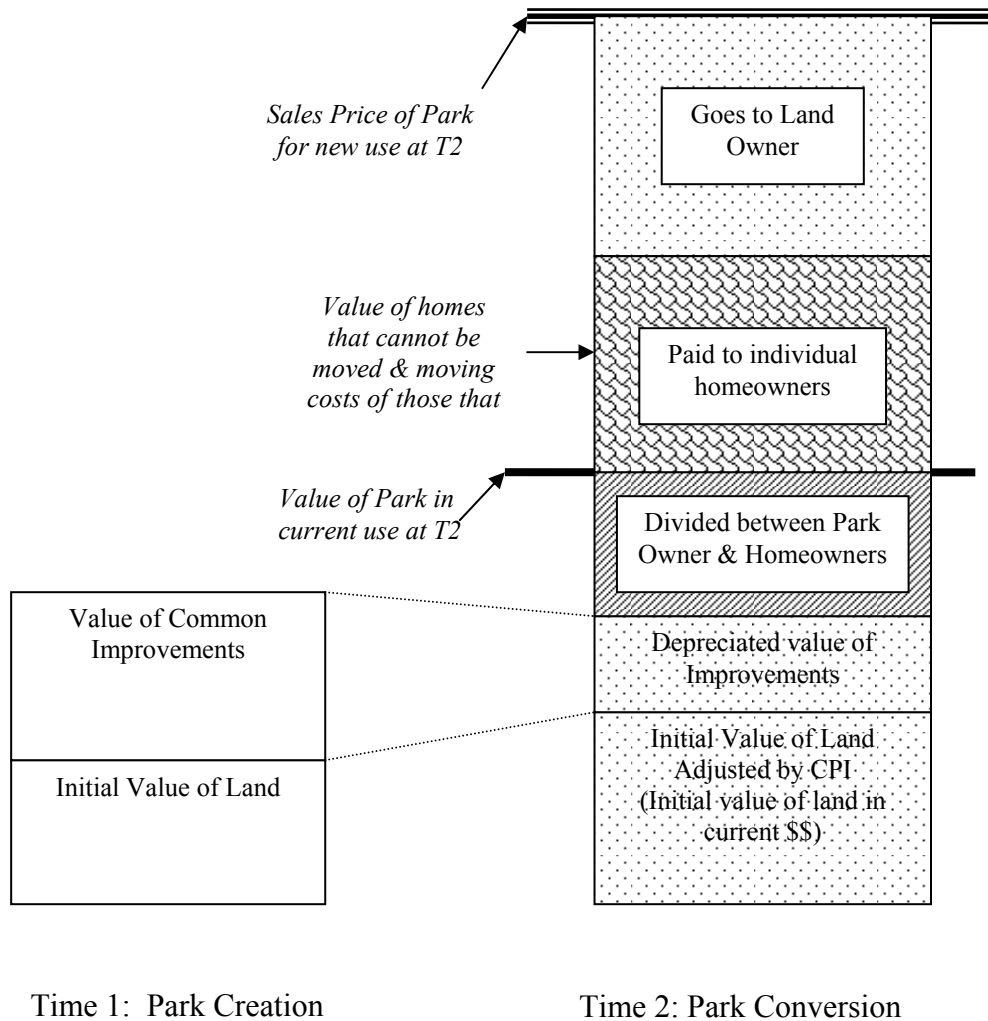 Sales Price of Park
for new use at T2
Goes to Land
Owner
Value of homes
that cannot be
moved & moving
costs of those that
Paid to individual
homeowners
Value of Park in
current use at T2
Divided between Park
Owner & Homeowners
Value of Common
Improvements
Depreciated value of
Improvements
Initial Value of Land
Initial Value of Land
Adjusted by CPI
(Initial value of land in
current $$)
Time 1: Park Creation
Time 2: Park Conversion